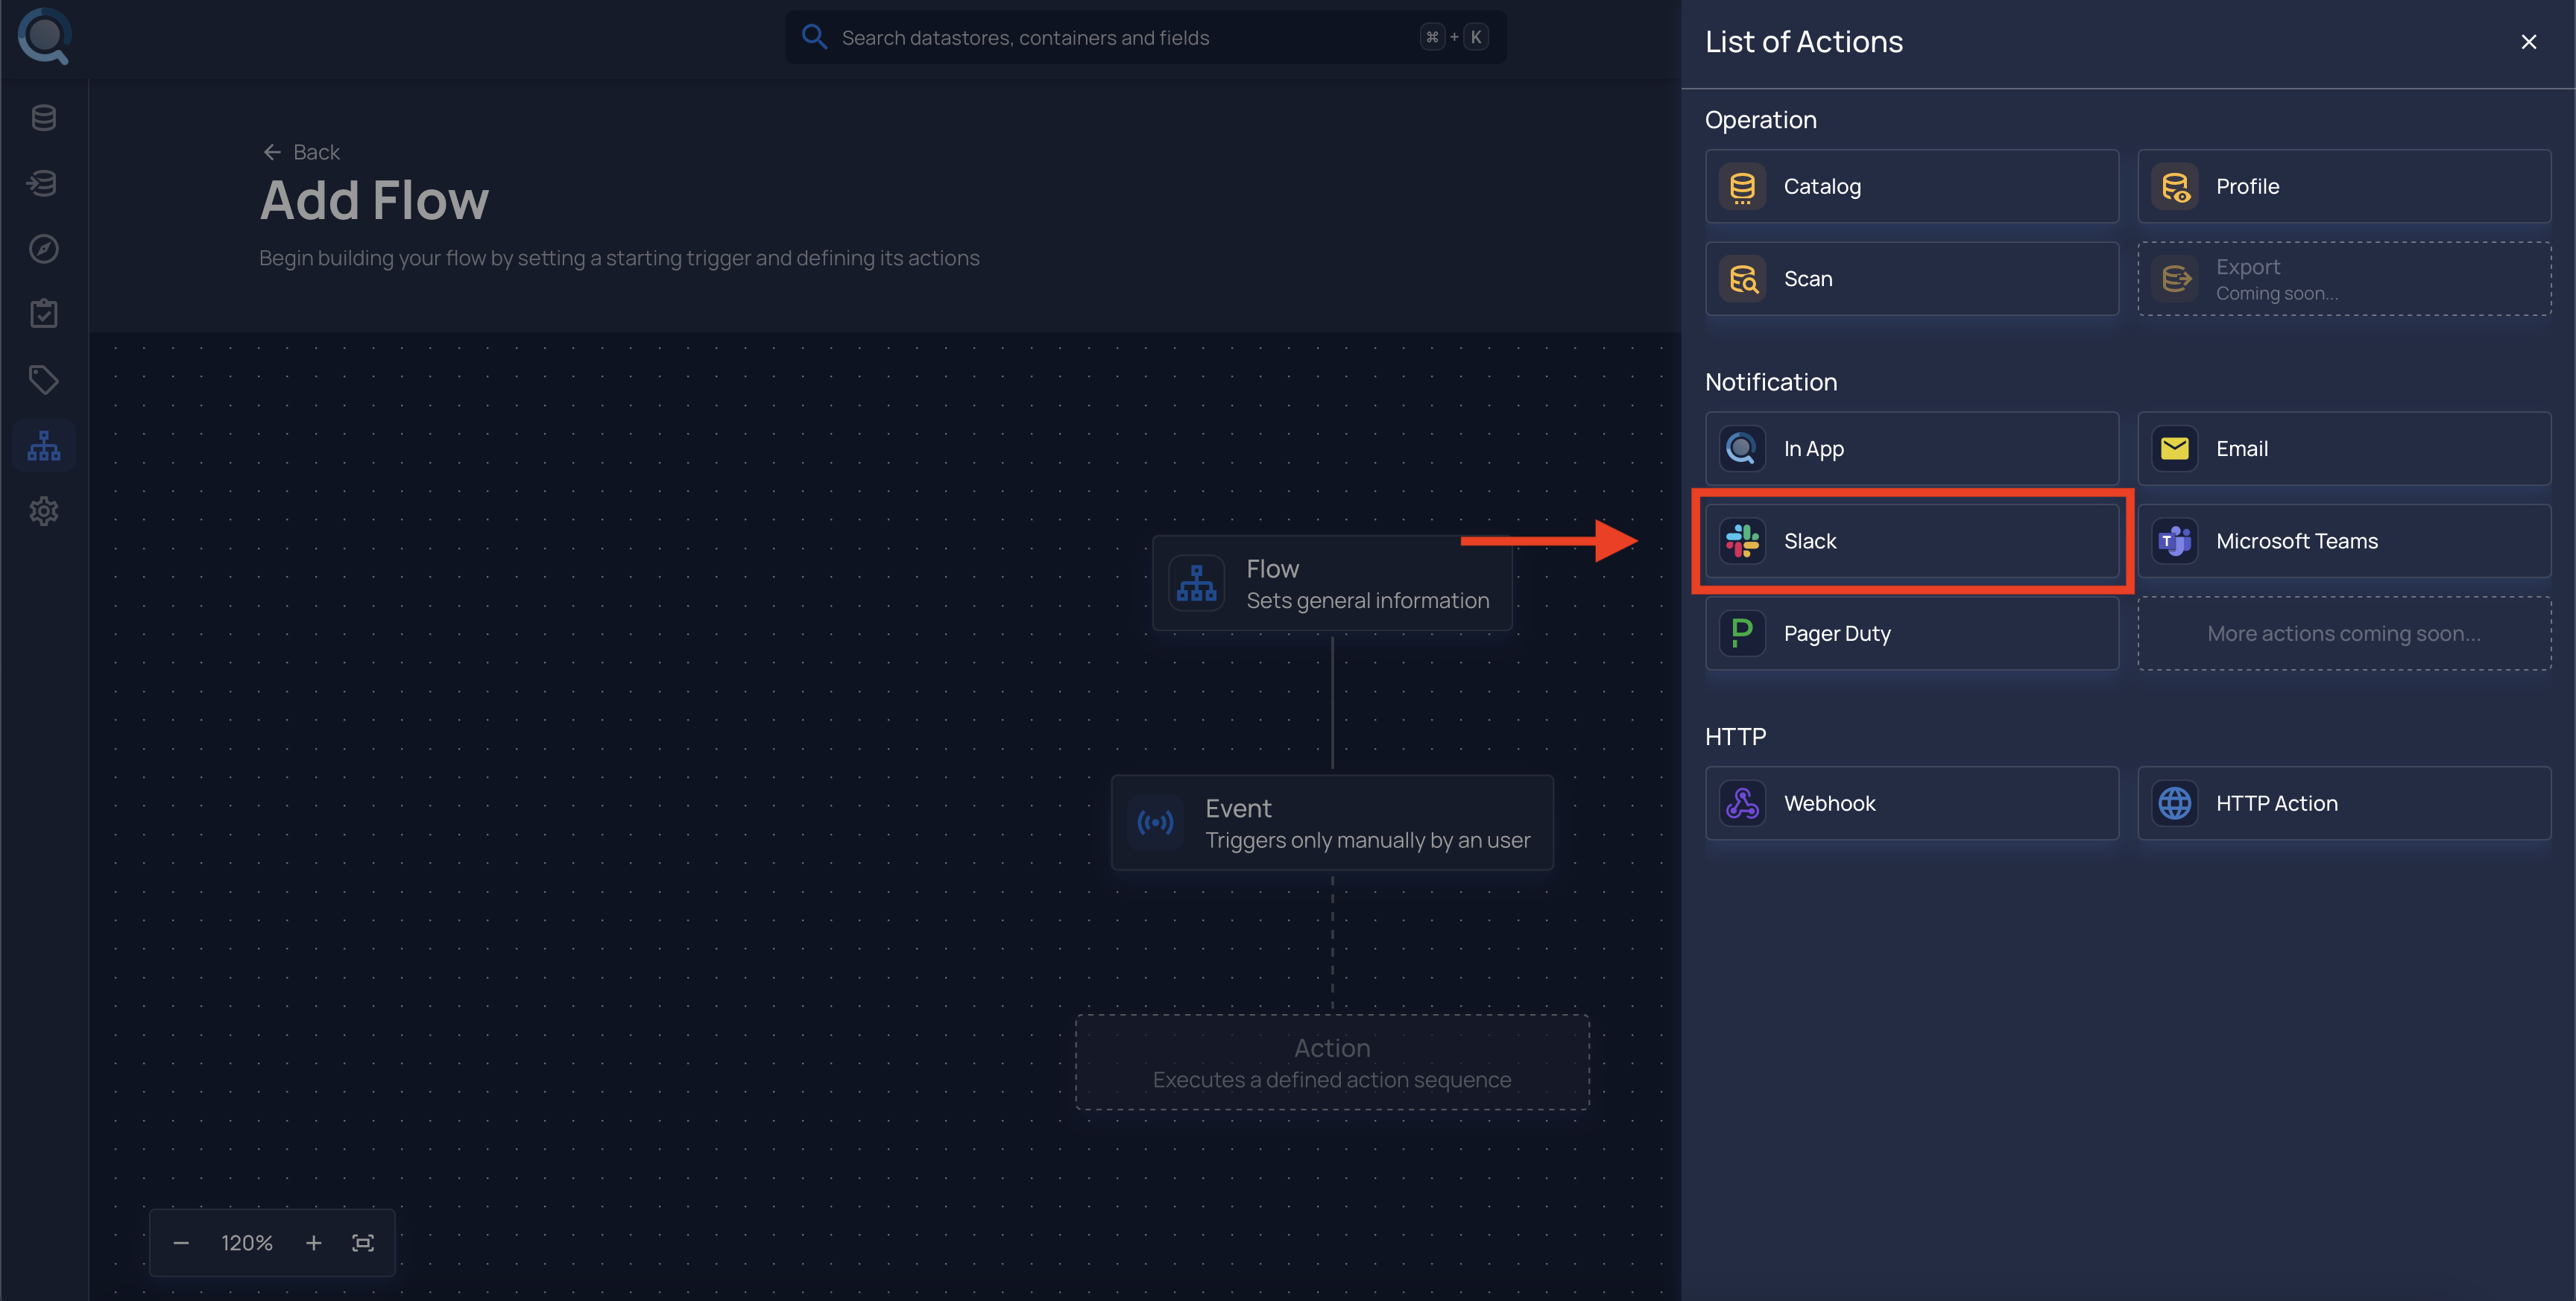 Search datastores, containers and fields
⌘ + K
← Back
Add Flow
Begin building your flow by setting a starting trigger and defining its actions
Flow
Sets general information
Event
Triggers only manually by an user
Action
Executes a defined action sequence
− 120% +
List of Actions
Operation
Catalog
Profile
Scan
Export
Coming soon...
Notification
In App
Email
Slack
Microsoft Teams
Pager Duty
More actions coming soon...
HTTP
Webhook
HTTP Action